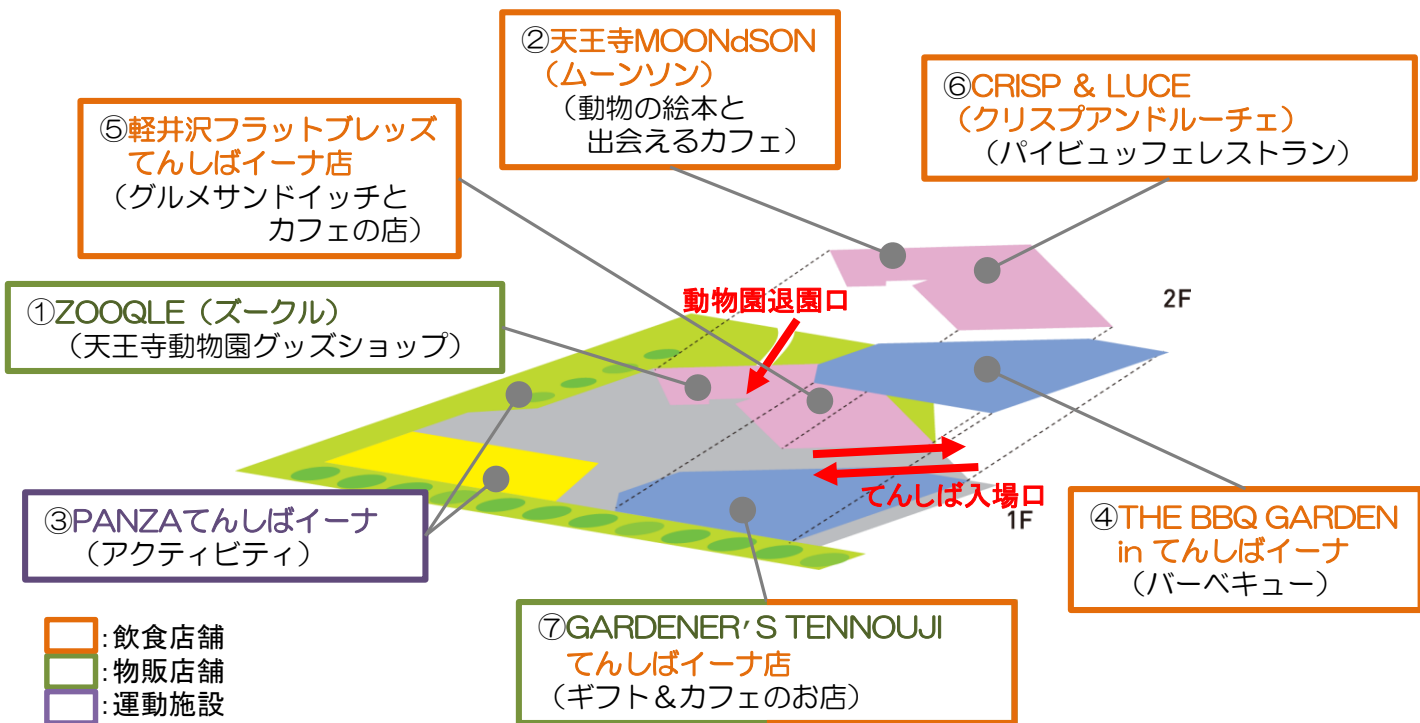 ②天王寺MOONdSON
（ムーンソン）
（動物の絵本と
出会えるカフェ）
⑥CRISP & LUCE
（クリスプアンドルーチェ）
（パイビュッフェレストラン）
⑤軽井沢フラットブレッズ
てんしばイーナ店
（グルメサンドイッチと
カフェの店）
①ZOOQLE（ズークル）
（天王寺動物園グッズショップ）
動物園退園口
2F
③PANZAてんしばイーナ
（アクティビティ）
てんしば入場口
1F
④THE BBQ GARDEN
in てんしばイーナ
（バーベキュー）
⑦GARDENER'S TENNOUJI
てんしばイーナ店
（ギフト＆カフェのお店）
：飲食店舗
：物販店舗
：運動施設